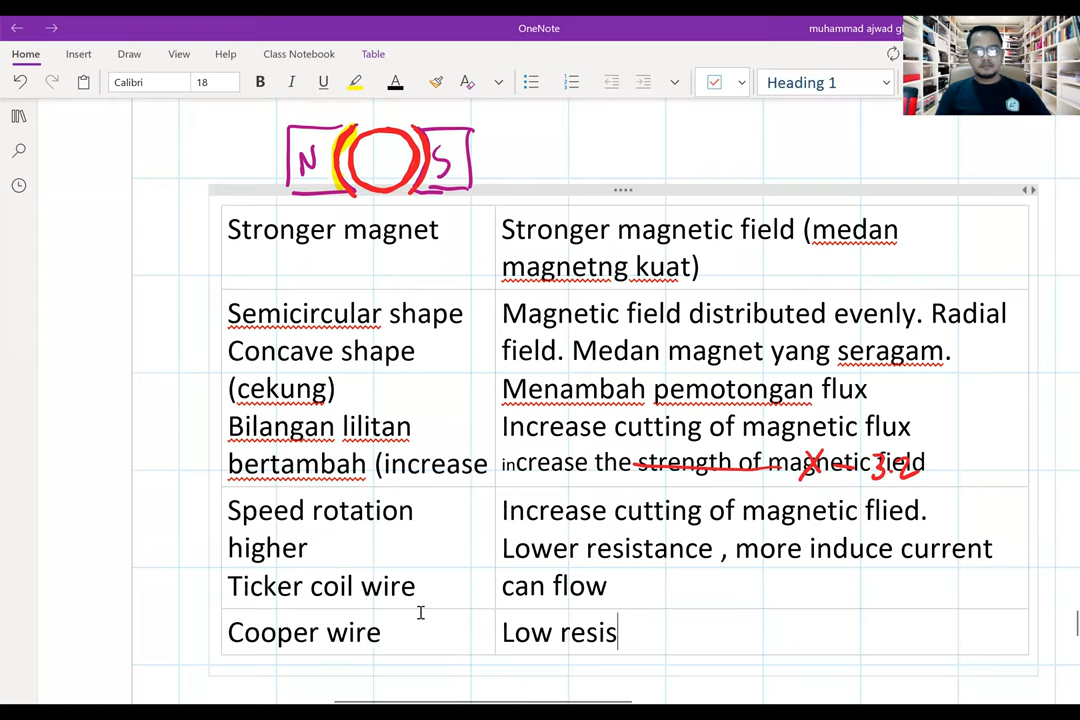 OneNote
muhammad ajwad gh
Home Insert Draw View Help Class Notebook Table
Calibri 18 B I U A Heading 1
N S
Stronger magnet
Stronger magnetic field (medan
magnetng kuat)
Semicircular shape
Concave shape
(cekung)
Bilangan lilitan
bertambah (increase
Magnetic field distributed evenly. Radial
field. Medan magnet yang seragam.
Menambah pemotongan flux
Increase cutting of magnetic flux
increase the strength of magnetic field
X 3.2
Speed rotation
higher
Ticker coil wire
Increase cutting of magnetic flied.
Lower resistance , more induce current
can flow
Cooper wire
Low resis